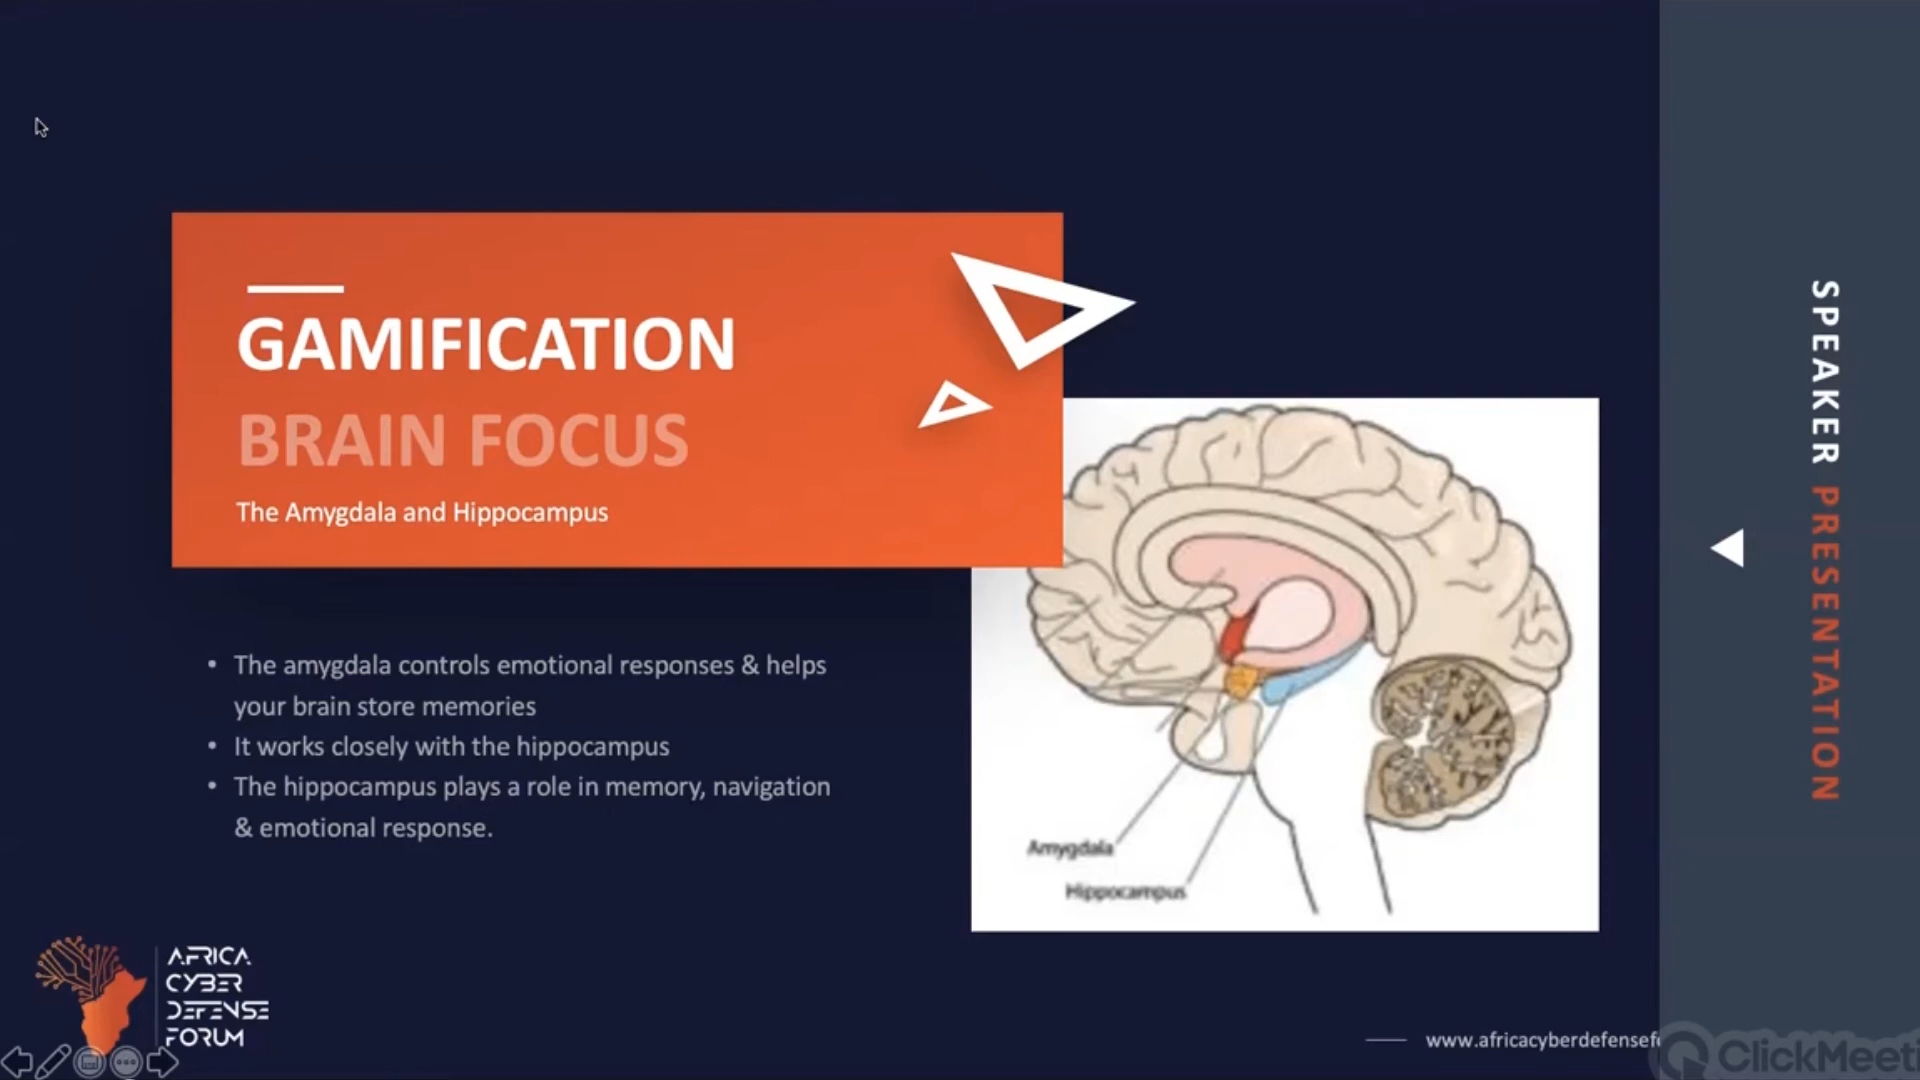 GAMIFICATION
BRAIN FOCUS
The Amygdala and Hippocampus
• The amygdala controls emotional responses & helps
your brain store memories
• It works closely with the hippocampus
• The hippocampus plays a role in memory, navigation
& emotional response.
Amygdala
Hippocampus
SPEAKER PRESENTATION
AFRICA
CYBER
DEFENSE
FORUM
www.africacyberdefensef
ClickMeeti